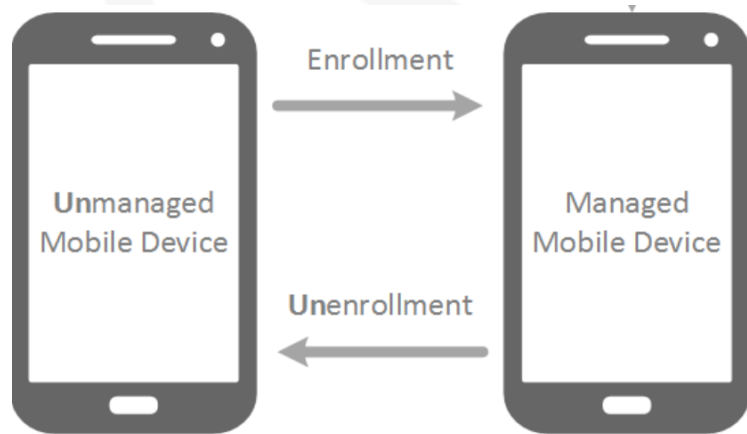 Enrollment
Unmanaged
Mobile Device
Managed
Mobile Device
Unenrollment